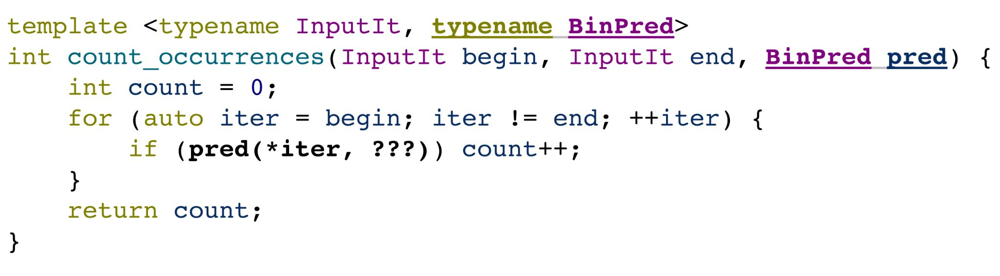 template <typename InputIt, typename BinPred>
int count_occurrences(InputIt begin, InputIt end, BinPred pred) {
    int count = 0;
    for (auto iter = begin; iter != end; ++iter) {
        if (pred(*iter, ???)) count++;
    }
    return count;
}